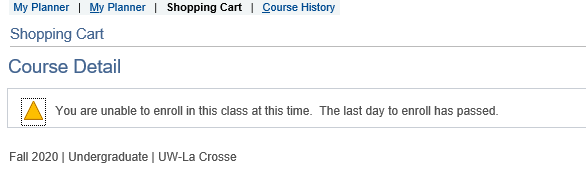 My Planner | My Planner | Shopping Cart | Course History
Shopping Cart
Course Detail
You are unable to enroll in this class at this time. The last day to enroll has passed.
Fall 2020 | Undergraduate | UW-La Crosse